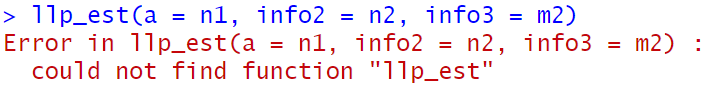 > llp_est(a = n1, info2 = n2, info3 = m2)
Error in llp_est(a = n1, info2 = n2, info3 = m2) :
  could not find function "llp_est"